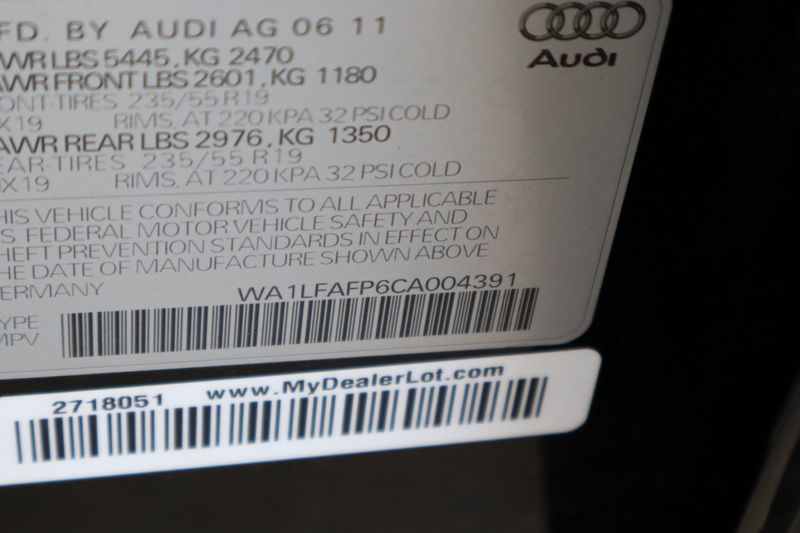 FD. BY AUDI AG 06 11
Audi
WR LBS 5445, KG 2470
AWR FRONT LBS 2601, KG 1180
ONT-TIRES 235/55 R19
X19 RIMS, AT 220 KPA 32 PSI COLD
AWR REAR LBS 2976, KG 1350
EAR-TIRES 235/55 R19
X19 RIMS, AT 220 KPA 32 PSI COLD
HIS VEHICLE CONFORMS TO ALL APPLICABLE
S FEDERAL MOTOR VEHICLE SAFETY AND
HEFT PREVENTION STANDARDS IN EFFECT ON
HE DATE OF MANUFACTURE SHOWN ABOVE
ERMANY WA1LFAFP6CA004391
YPE
MPV
2718051 www.MyDealerLot.com